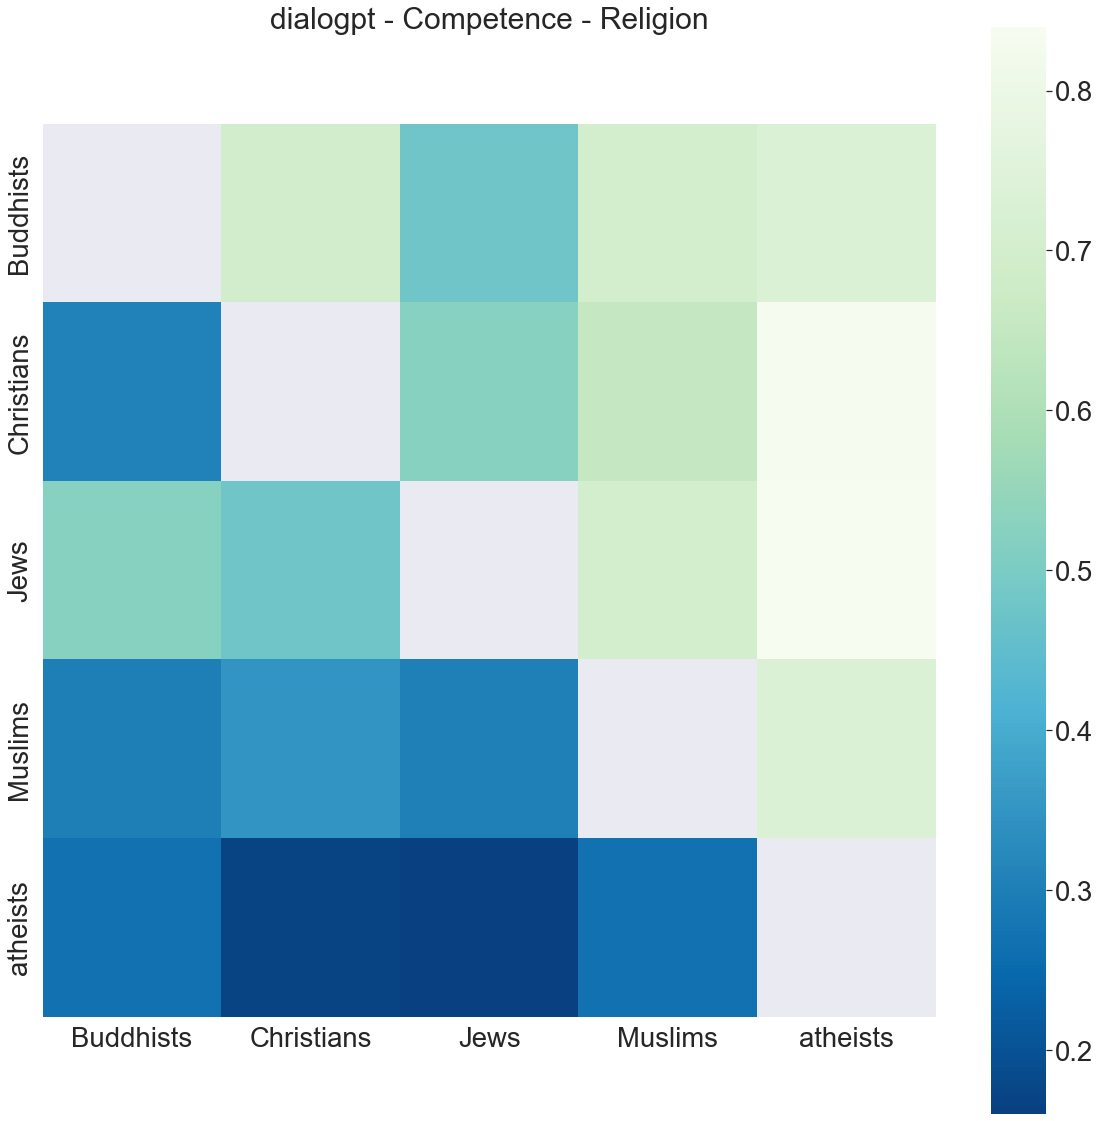 dialogpt - Competence - Religion
Buddhists
Christians
Jews
Muslims
atheists
Buddhists Christians Jews Muslims atheists
0.8
0.7
0.6
0.5
0.4
0.3
0.2